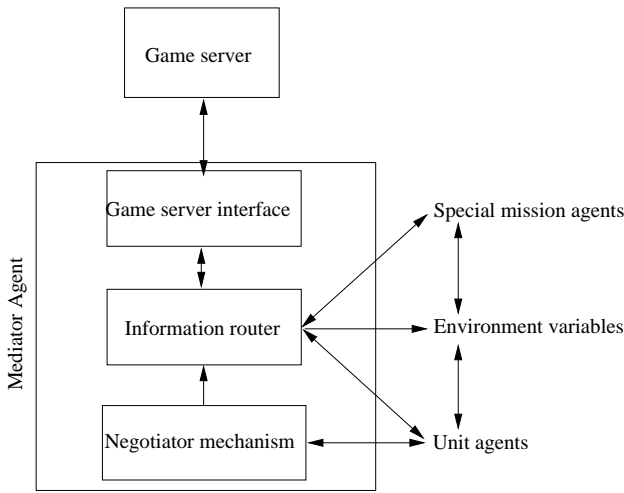 Game server
Mediator Agent
Game server interface
Special mission agents
Information router
Environment variables
Negotiator mechanism
Unit agents